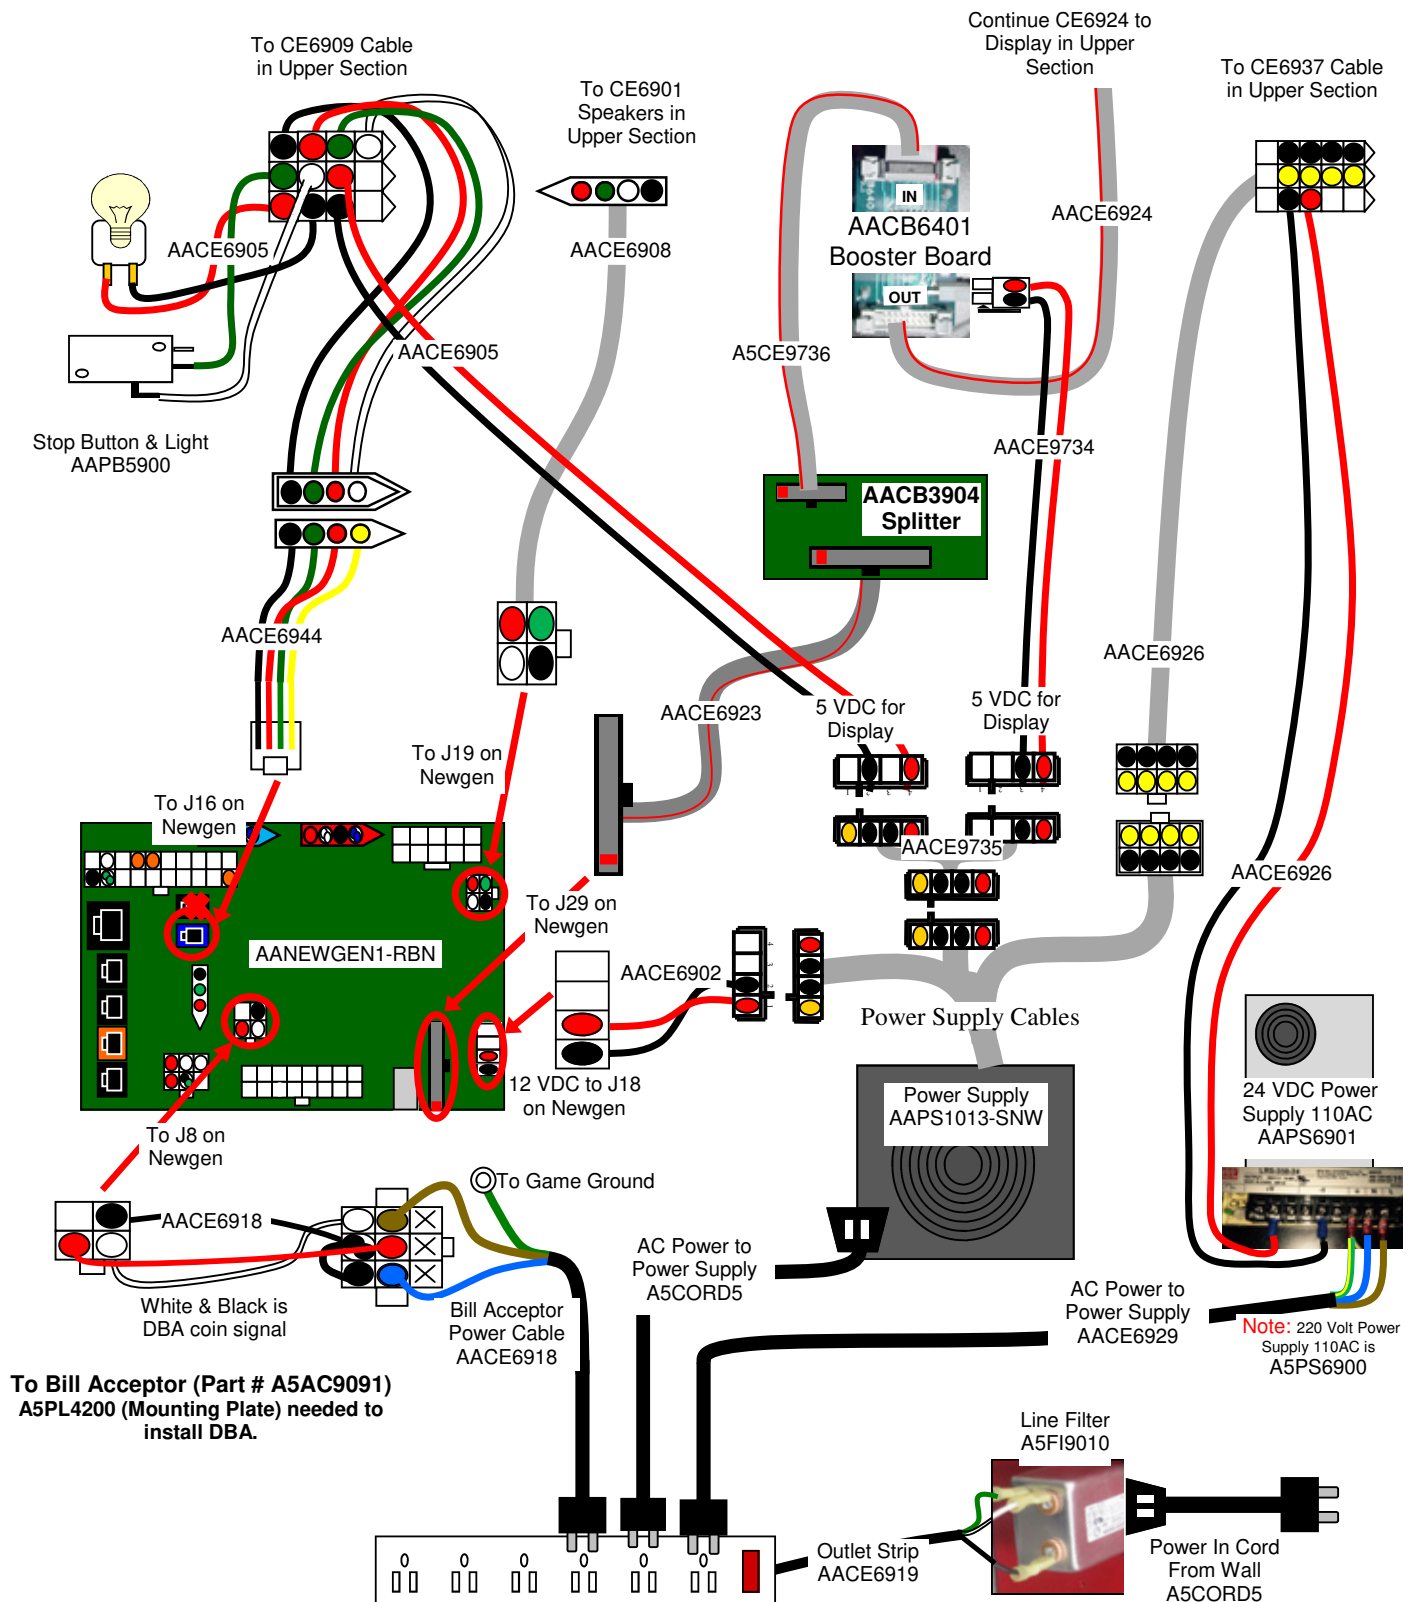 Continue CE6924 to
Display in Upper
Section
To CE6909 Cable
in Upper Section
To CE6901
Speakers in
Upper Section
To CE6937 Cable
in Upper Section
IN
AACB6401
Booster Board
OUT
AACE6924
AACE6905
AACE6908
AACE6905
A5CE9736
AACE9734
Stop Button & Light
AAPB5900
AACB3904
Splitter
AACE6944
AACE6926
AACE6923
5 VDC for
Display
5 VDC for
Display
To J19 on
Newgen
To J16 on
Newgen
AACE9735
AACE6926
To J29 on
Newgen
AANEWGEN1-RBN
AACE6902
Power Supply Cables
12 VDC to J18
on Newgen
Power Supply
AAPS1013-SNW
24 VDC Power
Supply 110AC
AAPS6901
To J8 on
Newgen
To Game Ground
AACE6918
AC Power to
Power Supply
A5CORD5
AC Power to
Power Supply
AACE6929
White & Black is
DBA coin signal
Bill Acceptor
Power Cable
AACE6918
Note: 220 Volt Power
Supply 110AC is
A5PS6900
To Bill Acceptor (Part # A5AC9091)
A5PL4200 (Mounting Plate) needed to
install DBA.
Line Filter
A5FI9010
Outlet Strip
AACE6919
Power In Cord
From Wall
A5CORD5